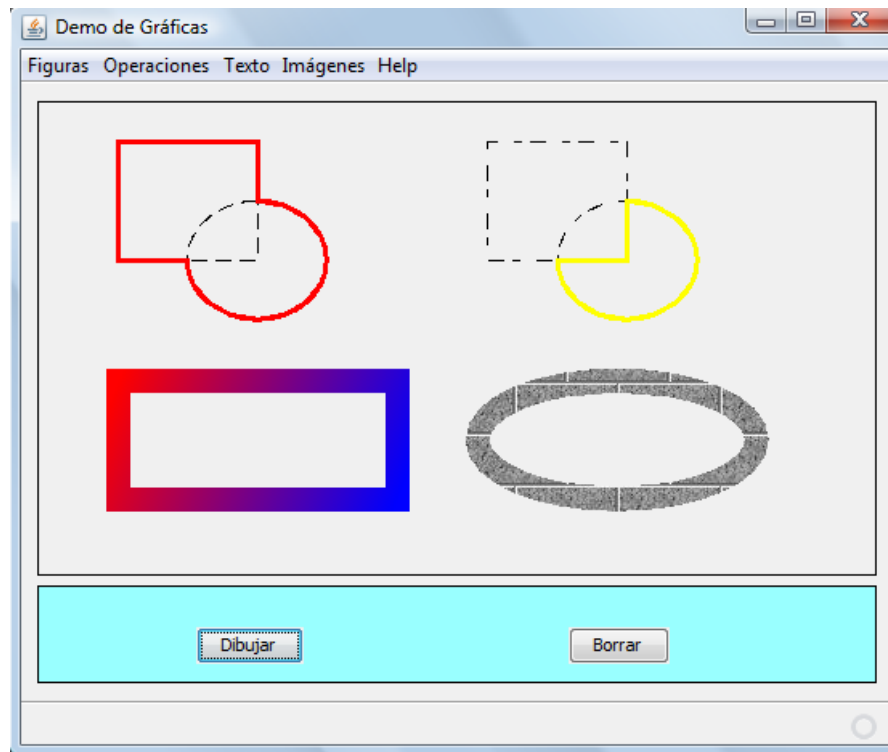 Demo de Gráficas
Figuras Operaciones Texto Imágenes Help
Dibujar Borrar